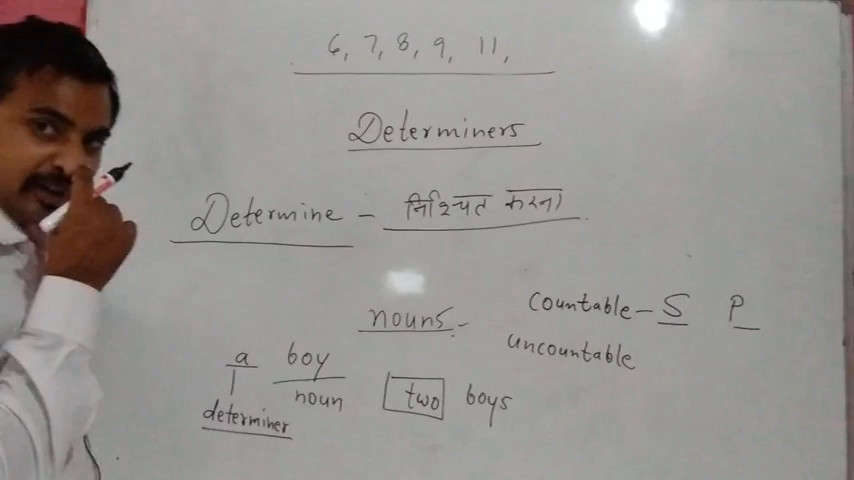 6, 7, 8, 9, 11,
Determiners
Determine – निश्चित करना
nouns – Countable – S P
uncountable
a boy
noun two boys
determiner